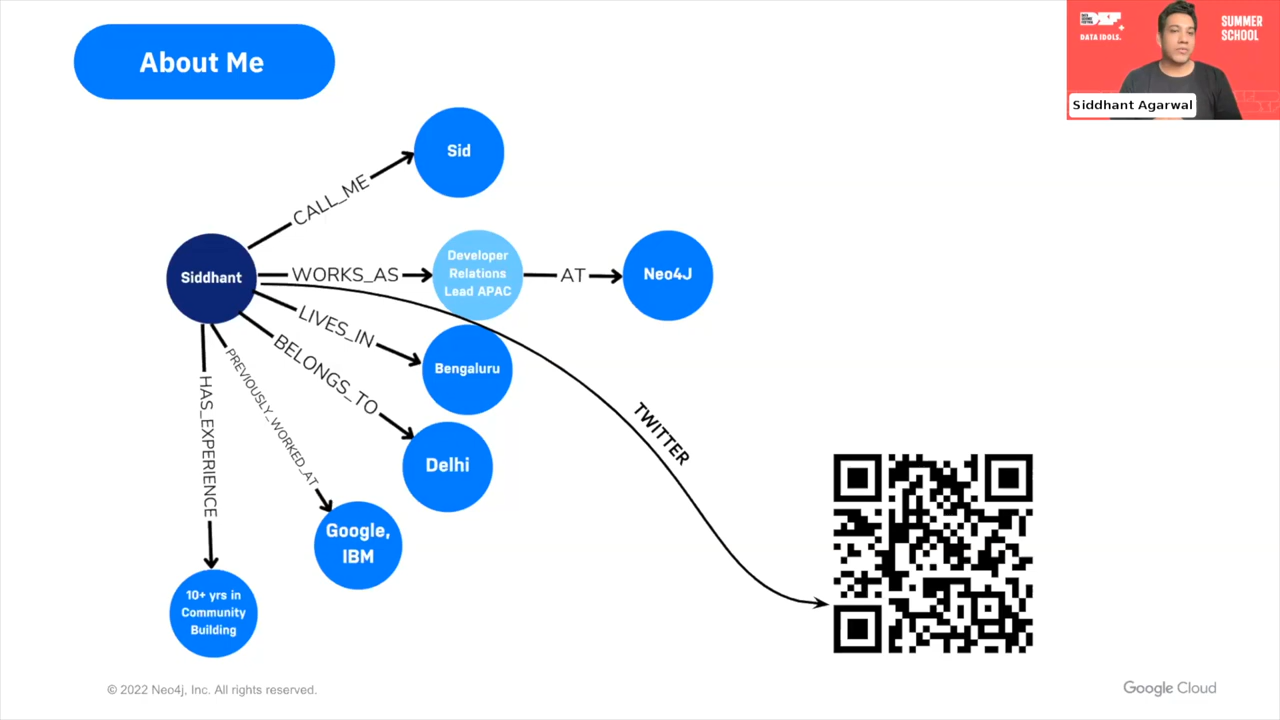 About Me
DATA IDOLS.
SUMMER
SCHOOL
Siddhant Agarwal
Sid
CALL_ME
Siddhant
WORKS_AS
Developer
Relations
Lead APAC
AT
Neo4J
LIVES_IN
Bengaluru
BELONGS_TO
Delhi
TWITTER
PREVIOUSLY_WORKED_AT
Google,
IBM
HAS_EXPERIENCE
10+ yrs in
Community
Building
© 2022 Neo4j, Inc. All rights reserved.
Google Cloud